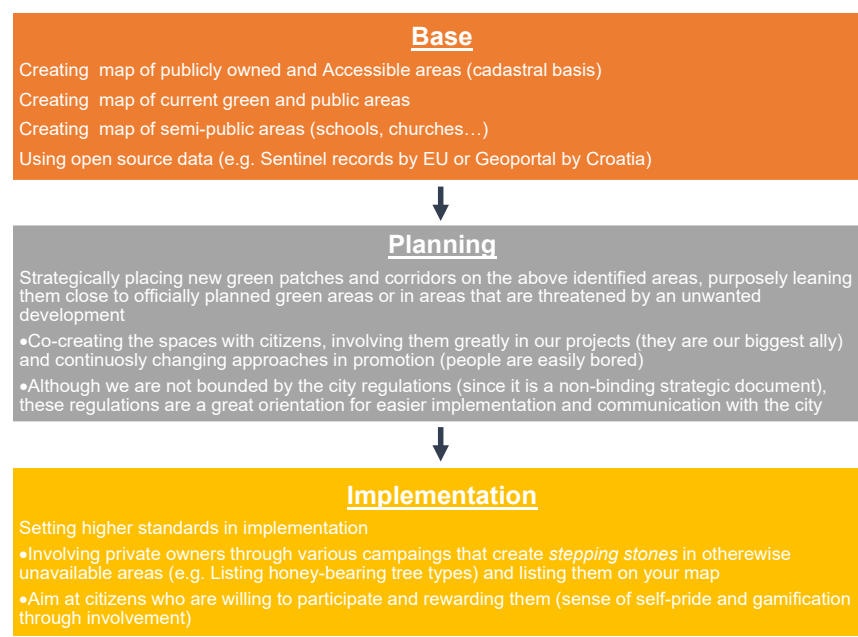 Base
Creating  map of publicly owned and Accessible areas (cadastral basis)
Creating  map of current green and public areas
Creating  map of semi-public areas (schools, churches…)
Using open source data (e.g. Sentinel records by EU or Geoportal by Croatia)
Planning
Strategically placing new green patches and corridors on the above identified areas, purposely leaning
them close to officially planned green areas or in areas that are threatened by an unwanted
development
•Co-creating the spaces with citizens, involving them greatly in our projects (they are our biggest ally)
and continuosly changing approaches in promotion (people are easily bored)
•Although we are not bounded by the city regulations (since it is a non-binding strategic document),
these regulations are a great orientation for easier implementation and communication with the city
Implementation
Setting higher standards in implementation
•Involving private owners through various campaings that create stepping stones in otherwise
unavailable areas (e.g. Listing honey-bearing tree types) and listing them on your map
•Aim at citizens who are willing to participate and rewarding them (sense of self-pride and gamification
through involvement)